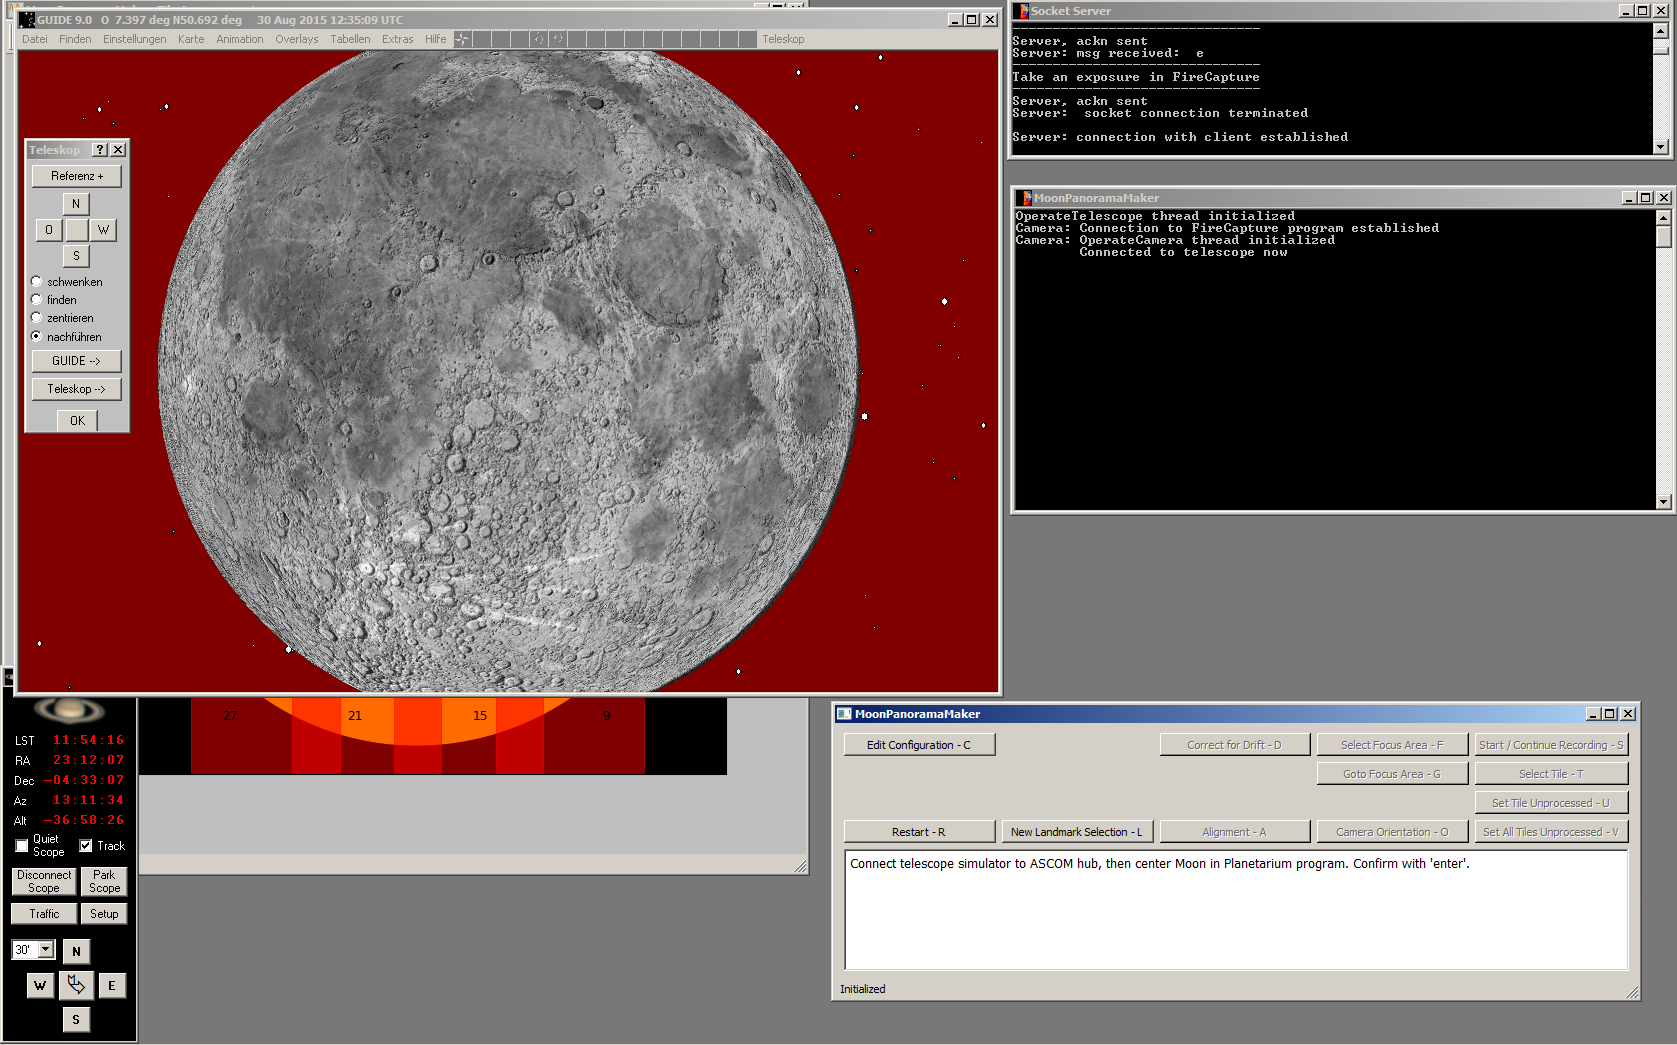 GUIDE 9.0   O  7.397 deg N50.692 deg    30 Aug 2015 12:35:09 UTC
Datei Finden Einstellungen Karte Animation Overlays Tabellen Extras Hilfe Teleskop
Teleskop
Referenz +
N
O W
S
schwenken
finden
zentrieren
nachführen
GUIDE -->
Teleskop -->
OK
Socket Server
-------------------------------
Server, ackn sent
Server: msg received:  e
-------------------------------
Take an exposure in FireCapture
-------------------------------
Server, ackn sent
Server:  socket connection terminated
Server: connection with client established
MoonPanoramaMaker
OperateTelescope thread initialized
Camera: Connection to FireCapture program established
Camera: OperateCamera thread initialized
Connected to telescope now
27 21 15 9
LST 11:54:16
RA 23:12:07
Dec -04:33:07
Az 13:11:34
Alt -36:58:26
Quiet Scope
Track
Disconnect Scope
Park Scope
Traffic
Setup
30'
N
W E
S
MoonPanoramaMaker
Edit Configuration - C
Correct for Drift - D
Select Focus Area - F
Start / Continue Recording - S
Goto Focus Area - G
Select Tile - T
Set Tile Unprocessed - U
Restart - R
New Landmark Selection - L
Alignment - A
Camera Orientation - O
Set All Tiles Unprocessed - V
Connect telescope simulator to ASCOM hub, then center Moon in Planetarium program. Confirm with 'enter'.
Initialized